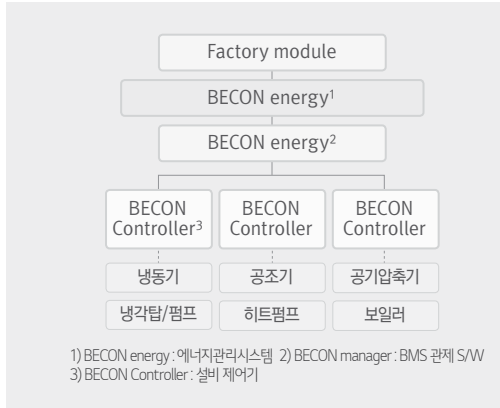 Factory module
BECON energy¹
BECON energy²
BECON BECON BECON
Controller³ Controller Controller
냉동기 공조기 공기압축기
냉각탑/펌프 히트펌프 보일러
1) BECON energy : 에너지관리시스템 2) BECON manager : BMS 관제 S/W
3) BECON Controller : 설비 제어기